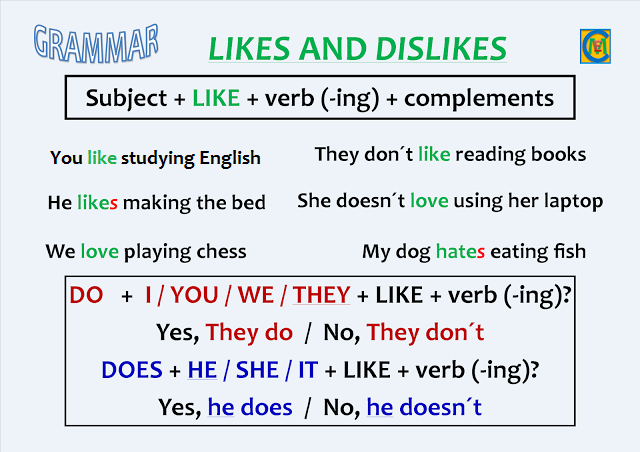 GRAMMAR
LIKES AND DISLIKES
Subject + LIKE + verb (-ing) + complements
You like studying English
They don´t like reading books
He likes making the bed
She doesn´t love using her laptop
We love playing chess
My dog hates eating fish
DO + I / YOU / WE / THEY + LIKE + verb (-ing)?
Yes, They do / No, They don´t
DOES + HE / SHE / IT + LIKE + verb (-ing)?
Yes, he does / No, he doesn´t